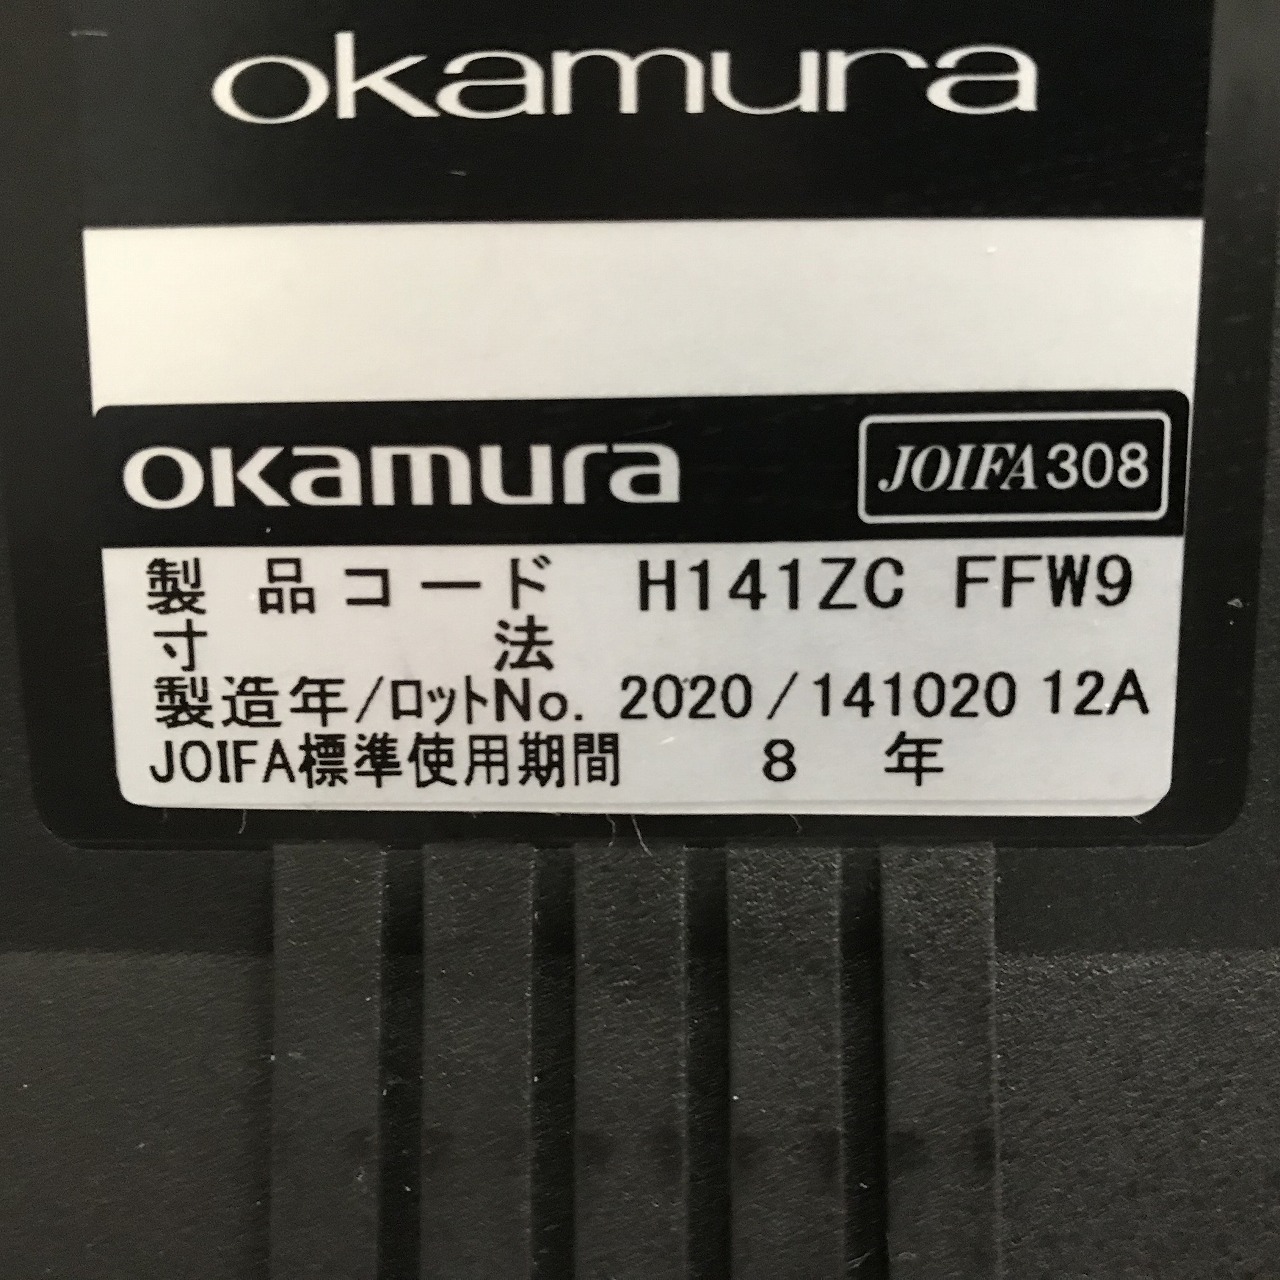 okamura
okamura
JOIFA308
製品コード H141ZC FFW9
寸法
製造年/ロットNo. 2020/141020 12A
JOIFA標準使用期間 8年